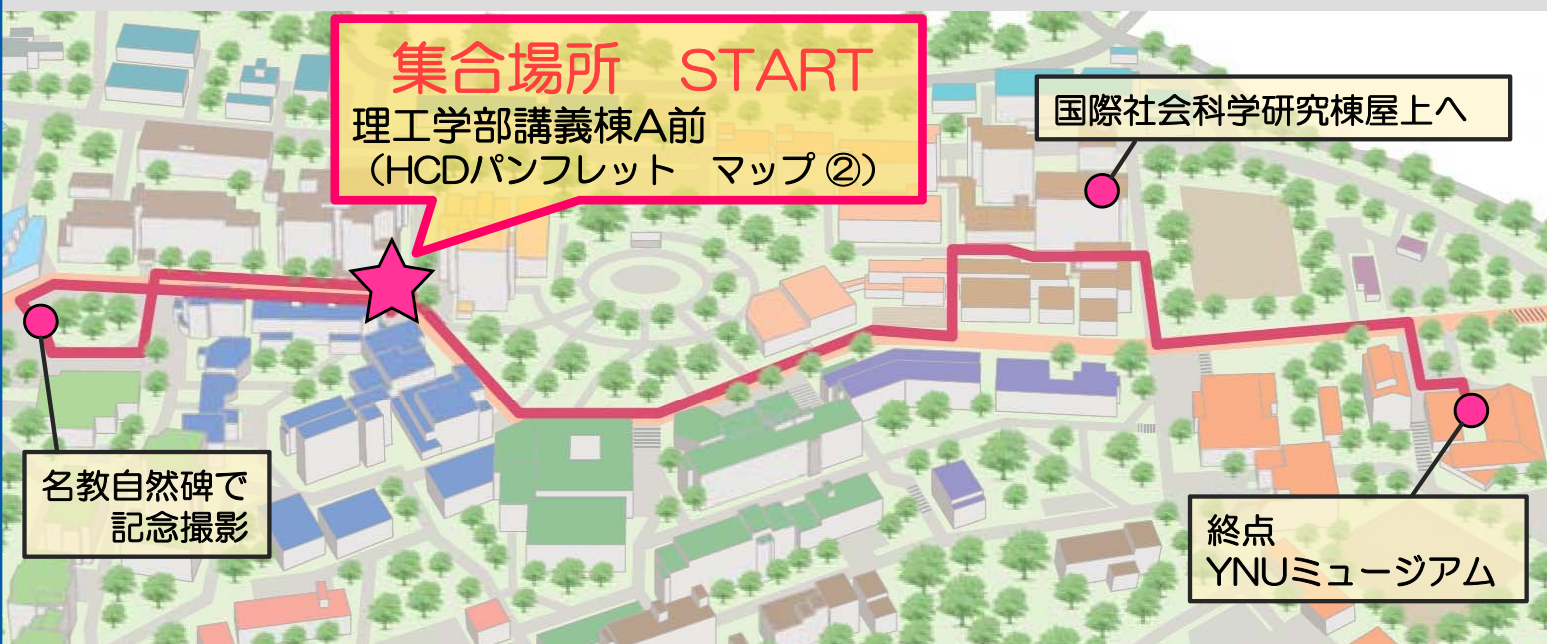 集合場所　START
理工学部講義棟A前
（HCDパンフレット　マップ②）
国際社会科学研究棟屋上へ
名教自然碑で
記念撮影
終点
YNUミュージアム